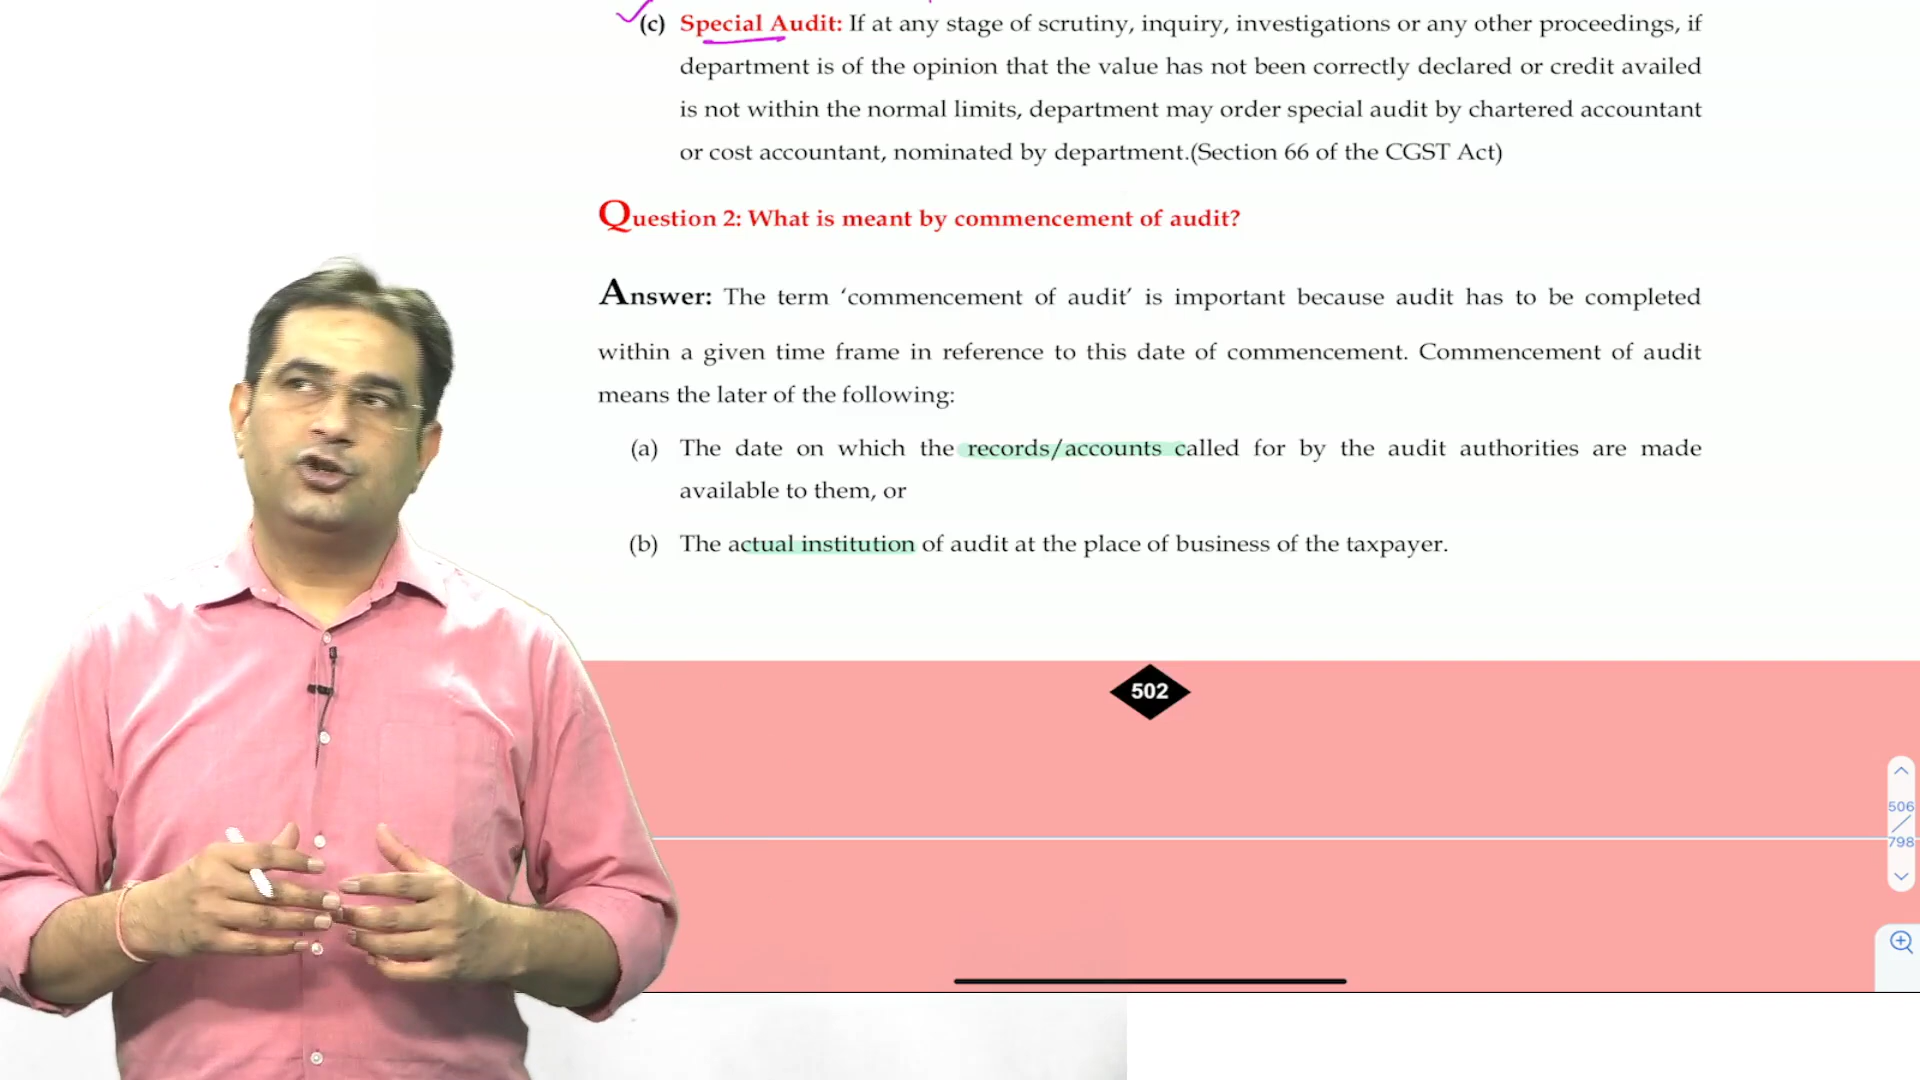 (c) Special Audit: If at any stage of scrutiny, inquiry, investigations or any other proceedings, if
department is of the opinion that the value has not been correctly declared or credit availed
is not within the normal limits, department may order special audit by chartered accountant
or cost accountant, nominated by department.(Section 66 of the CGST Act)
Question 2: What is meant by commencement of audit?
Answer: The term ‘commencement of audit’ is important because audit has to be completed
within a given time frame in reference to this date of commencement. Commencement of audit
means the later of the following:
(a) The date on which the records/accounts called for by the audit authorities are made
available to them, or
(b) The actual institution of audit at the place of business of the taxpayer.
502
506
/
798